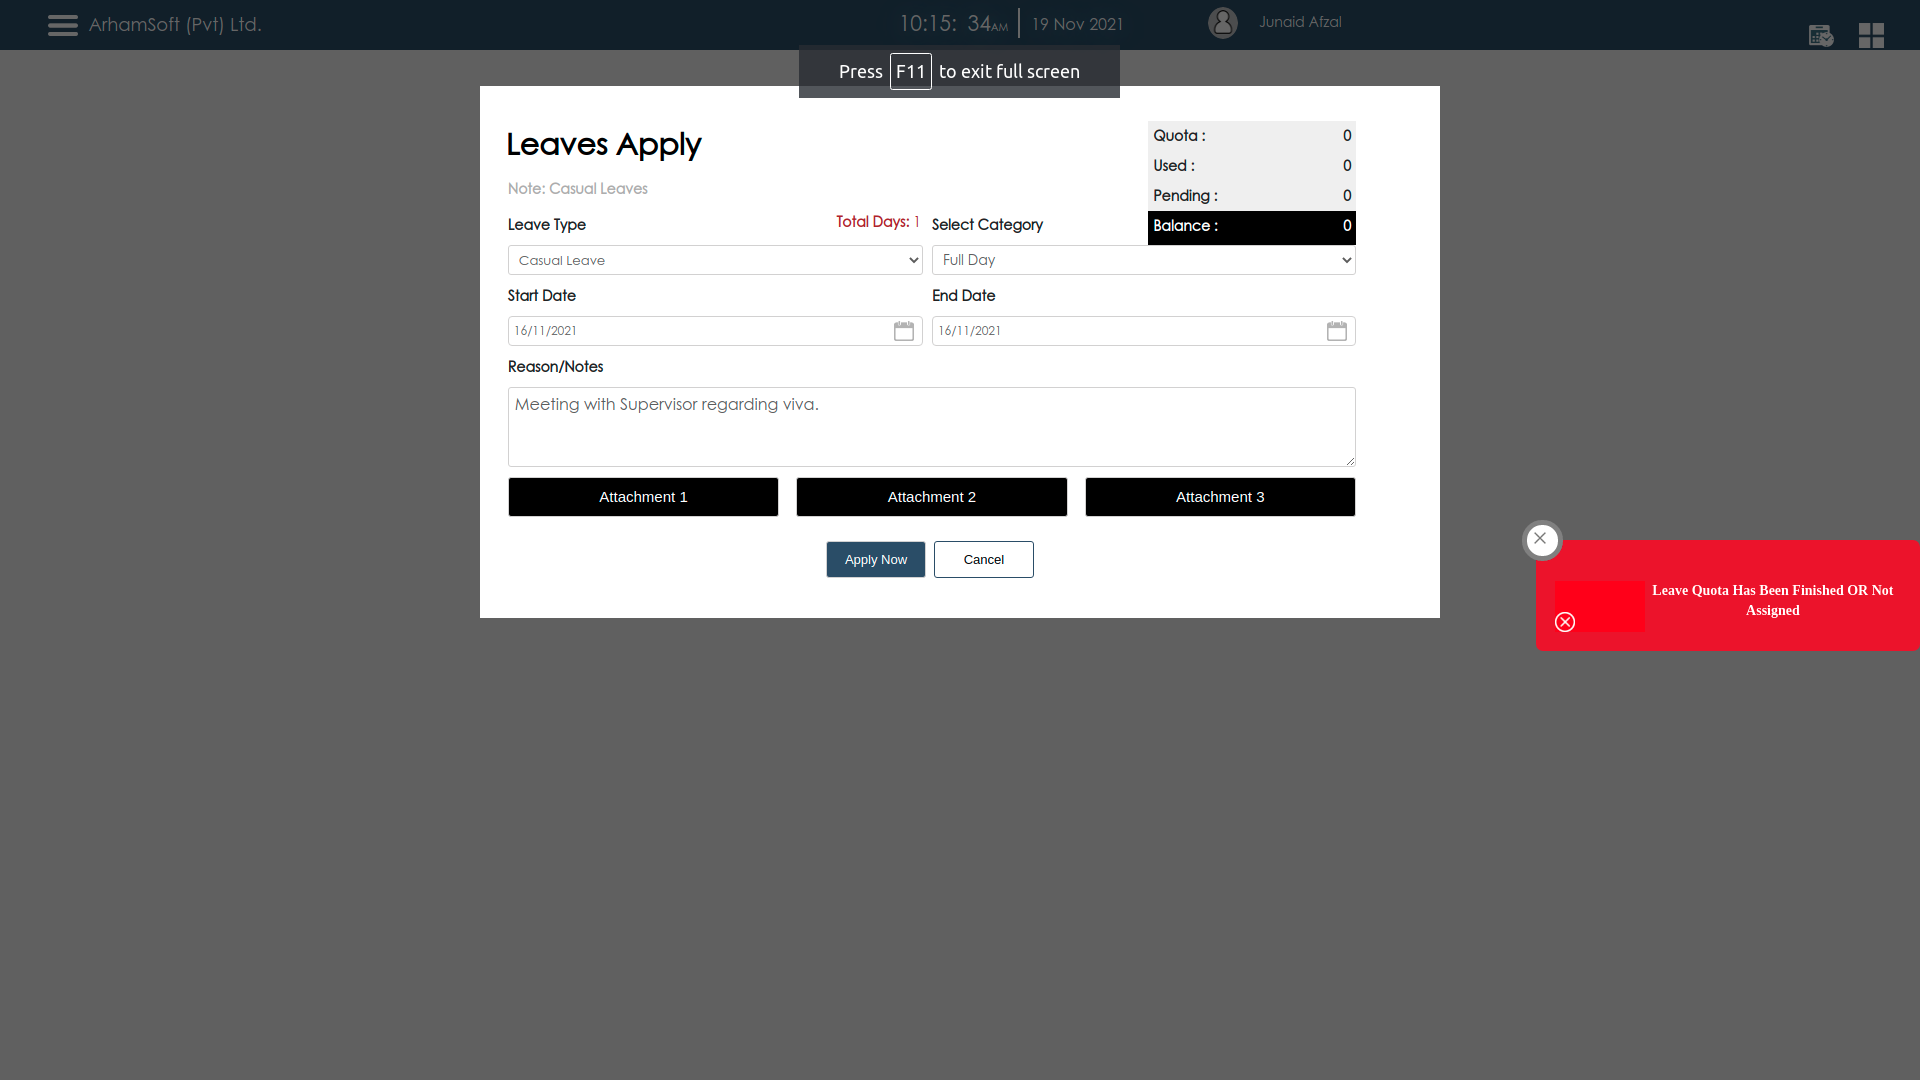 ArhamSoft (Pvt) Ltd.
10:15: 34AM
19 Nov 2021
Junaid Afzal
Press F11 to exit full screen
Leaves Apply
Quota : 0
Used : 0
Pending : 0
Balance : 0
Note: Casual Leaves
Leave Type
Total Days: 1
Select Category
Casual Leave
Full Day
Start Date
End Date
16/11/2021
16/11/2021
Reason/Notes
Meeting with Supervisor regarding viva.
Attachment 1
Attachment 2
Attachment 3
Apply Now
Cancel
Leave Quota Has Been Finished OR Not
Assigned